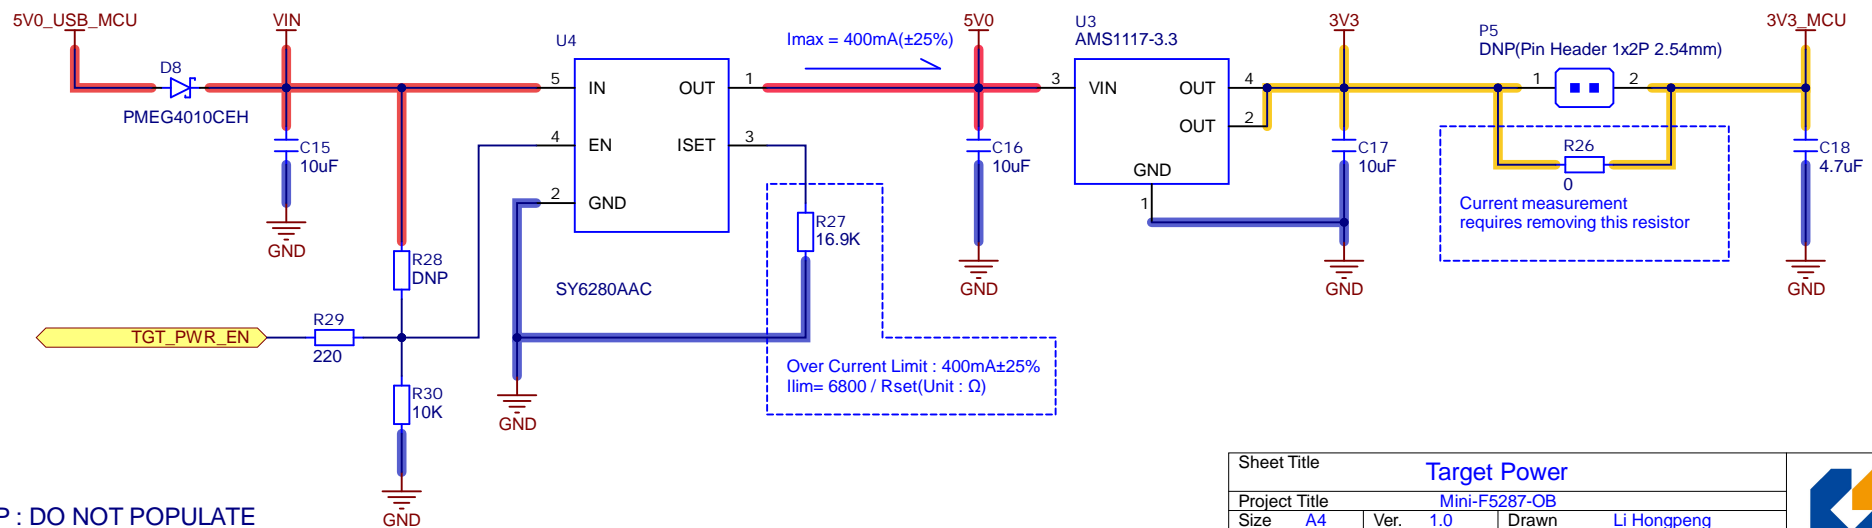 5V0_USB_MCU
VIN
D8
PMEG4010CEH
C15
10uF
GND
R28
DNP
TGT_PWR_EN
R29
220
R30
10K
GND
U4
5
IN
OUT
1
4
EN
ISET
3
2
GND
SY6280AAC
GND
Imax = 400mA(±25%)
R27
16.9K
Over Current Limit : 400mA±25%
Ilim= 6800 / Rset(Unit : Ω)
5V0
C16
10uF
GND
U3
AMS1117-3.3
3
VIN
OUT
4
OUT
2
GND
1
3V3
C17
10uF
GND
P5
DNP(Pin Header 1x2P 2.54mm)
1
2
R26
0
Current measurement
requires removing this resistor
3V3_MCU
C18
4.7uF
GND
P : DO NOT POPULATE
Sheet Title
Target Power
Project Title
Mini-F5287-OB
Size A4 Ver. 1.0 Drawn Li Hongpeng